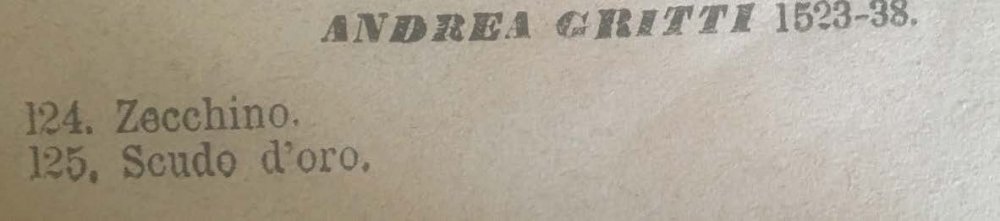 ANDREA GRITTI 1523-38.
124. Zecchino.
125. Scudo d'oro.